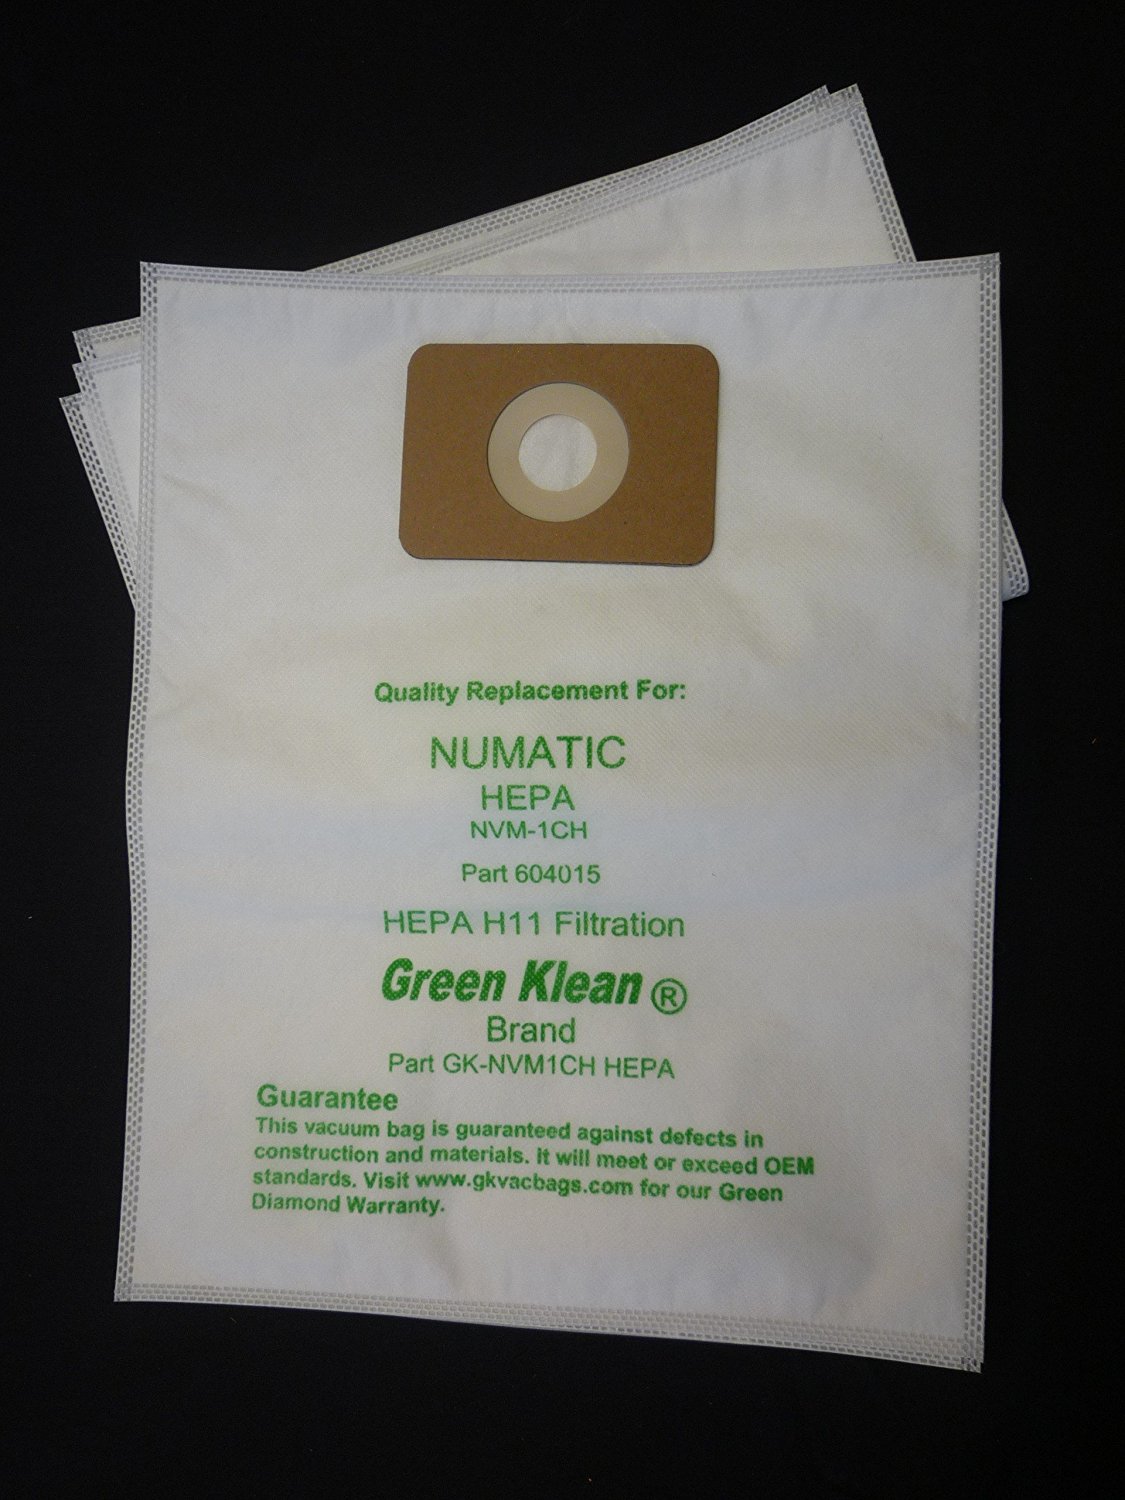 Quality Replacement For:
NUMATIC
HEPA
NVM-1CH
Part 604015
HEPA H11 Filtration
Green Klean ®
Brand
Part GK-NVM1CH HEPA
Guarantee
This vacuum bag is guaranteed against defects in
construction and materials. It will meet or exceed OEM
standards. Visit www.gkvacbags.com for our Green
Diamond Warranty.